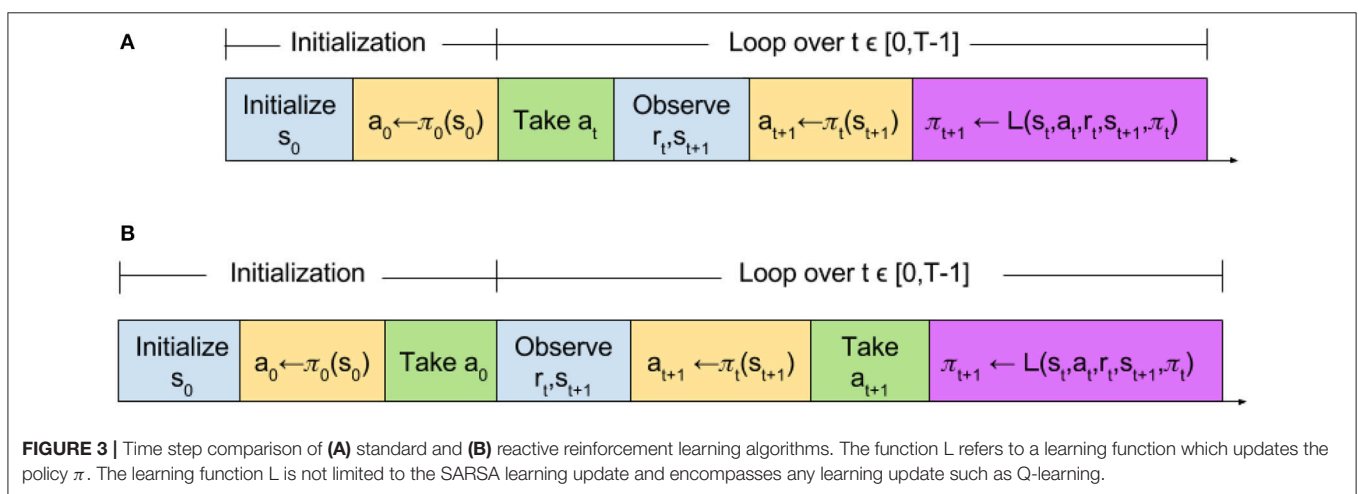 A
Initialization
Loop over t ϵ [0,T-1]
Initialize
s₀
a₀←π₀(s₀)
Take aₜ
Observe
rₜ,sₜ₊₁
aₜ₊₁←πₜ(sₜ₊₁)
πₜ₊₁ ← L(sₜ,aₜ,rₜ,sₜ₊₁,πₜ)
B
Initialization
Loop over t ϵ [0,T-1]
Initialize
s₀
a₀←π₀(s₀)
Take a₀
Observe
rₜ,sₜ₊₁
aₜ₊₁ ←πₜ(sₜ₊₁)
Take
aₜ₊₁
πₜ₊₁ ← L(sₜ,aₜ,rₜ,sₜ₊₁,πₜ)
FIGURE 3 | Time step comparison of (A) standard and (B) reactive reinforcement learning algorithms. The function L refers to a learning function which updates the
policy π. The learning function L is not limited to the SARSA learning update and encompasses any learning update such as Q-learning.